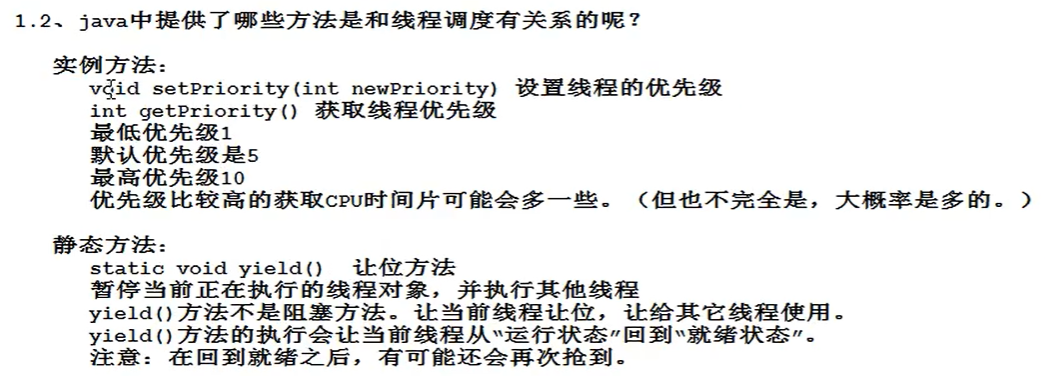 1.2、java中提供了哪些方法是和线程调度有关系的呢？
实例方法：
void setPriority(int newPriority) 设置线程的优先级
int getPriority() 获取线程优先级
最低优先级1
默认优先级是5
最高优先级10
优先级比较高的获取CPU时间片可能会多一些。（但也不完全是，大概率是多的。）
静态方法：
static void yield() 让位方法
暂停当前正在执行的线程对象，并执行其他线程
yield()方法不是阻塞方法。让当前线程让位，让给其它线程使用。
yield()方法的执行会让当前线程从“运行状态”回到“就绪状态”。
注意：在回到就绪之后，有可能还会再次抢到。